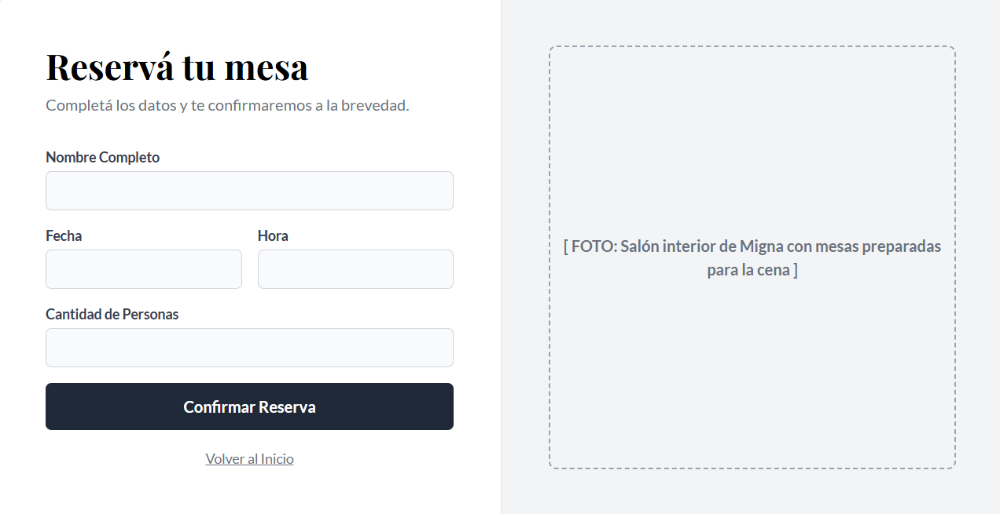 Reservá tu mesa
Completá los datos y te confirmaremos a la brevedad.
Nombre Completo
Fecha
Hora
Cantidad de Personas
Confirmar Reserva
Volver al Inicio
[ FOTO: Salón interior de Migna con mesas preparadas
para la cena ]